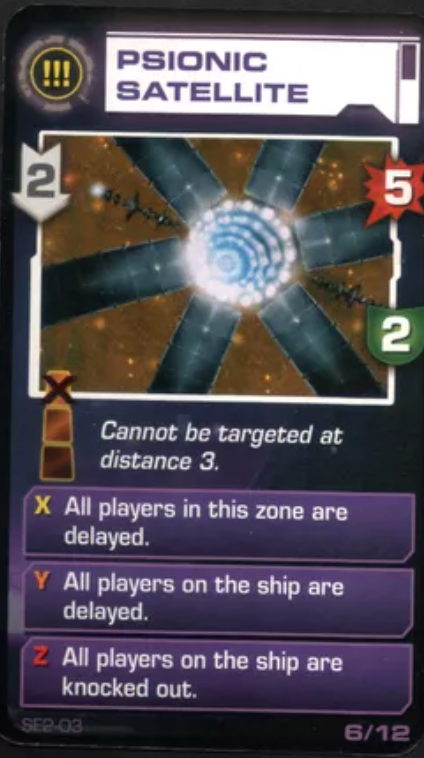 !!!
PSIONIC
SATELLITE
2
5
2
X
Cannot be targeted at
distance 3.
X All players in this zone are
delayed.
Y All players on the ship are
delayed.
Z All players on the ship are
knocked out.
SE2-03
6/12